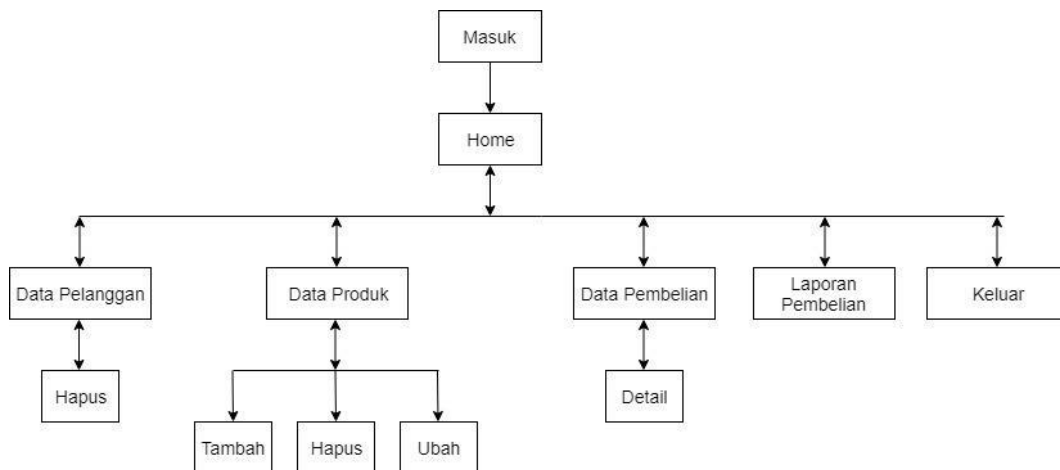 Masuk
Home
Data Pelanggan
Data Produk
Data Pembelian
Laporan
Pembelian
Keluar
Hapus
Detail
Tambah
Hapus
Ubah